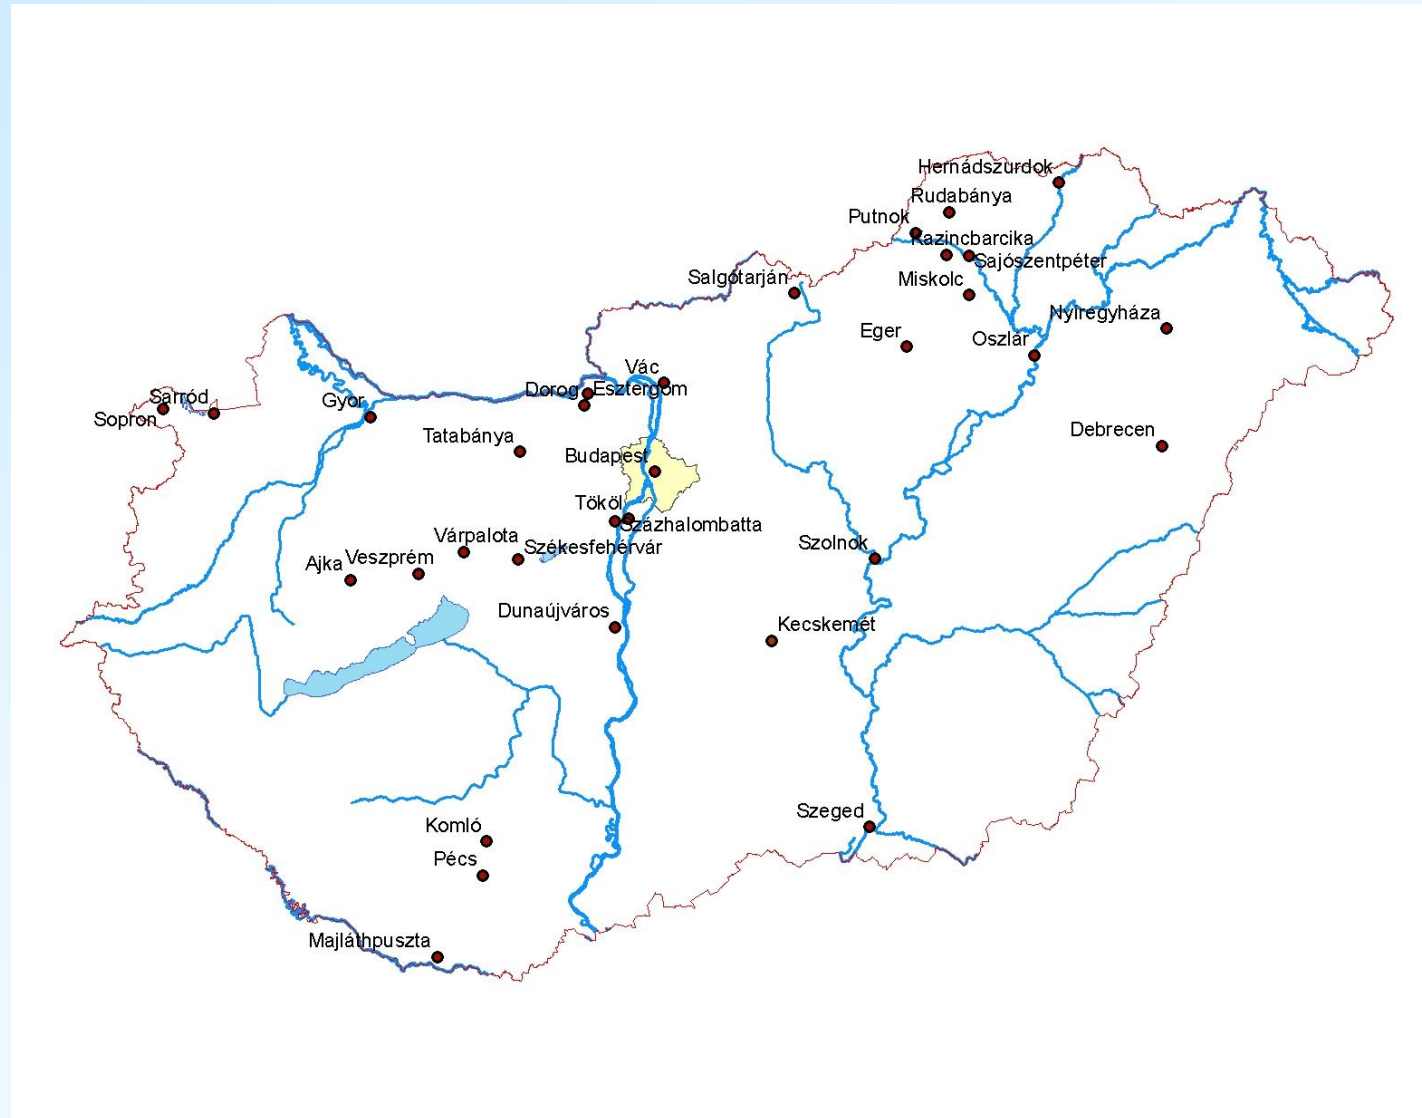 Hernádszurdok
Rudabánya
Putnok
Kazincbarcika
Sajószentpéter
Salgótarján
Miskolc
Nyíregyháza
Eger
Oszlár
Vác
Dorog
Esztergom
Sarród
Sopron
Gyor
Tatabánya
Debrecen
Budapest
Tököl
Százhalombatta
Várpalota
Székesfehérvár
Szolnok
Ajka
Veszprém
Dunaújváros
Kecskemét
Szeged
Komló
Pécs
Majláthpuszta